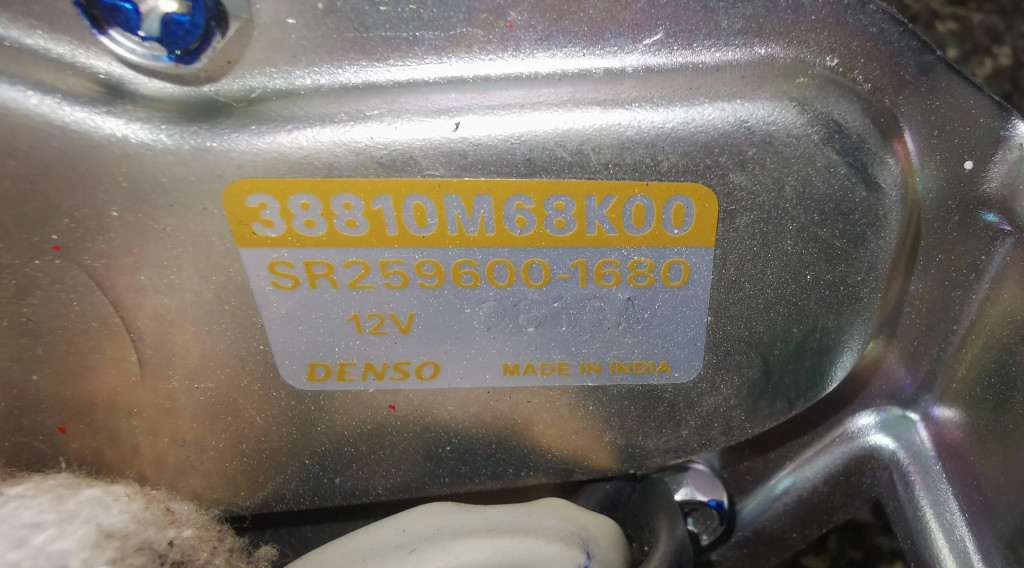 38810M68K00
SR259600-1680
12V
DENSO MADE IN INDIA